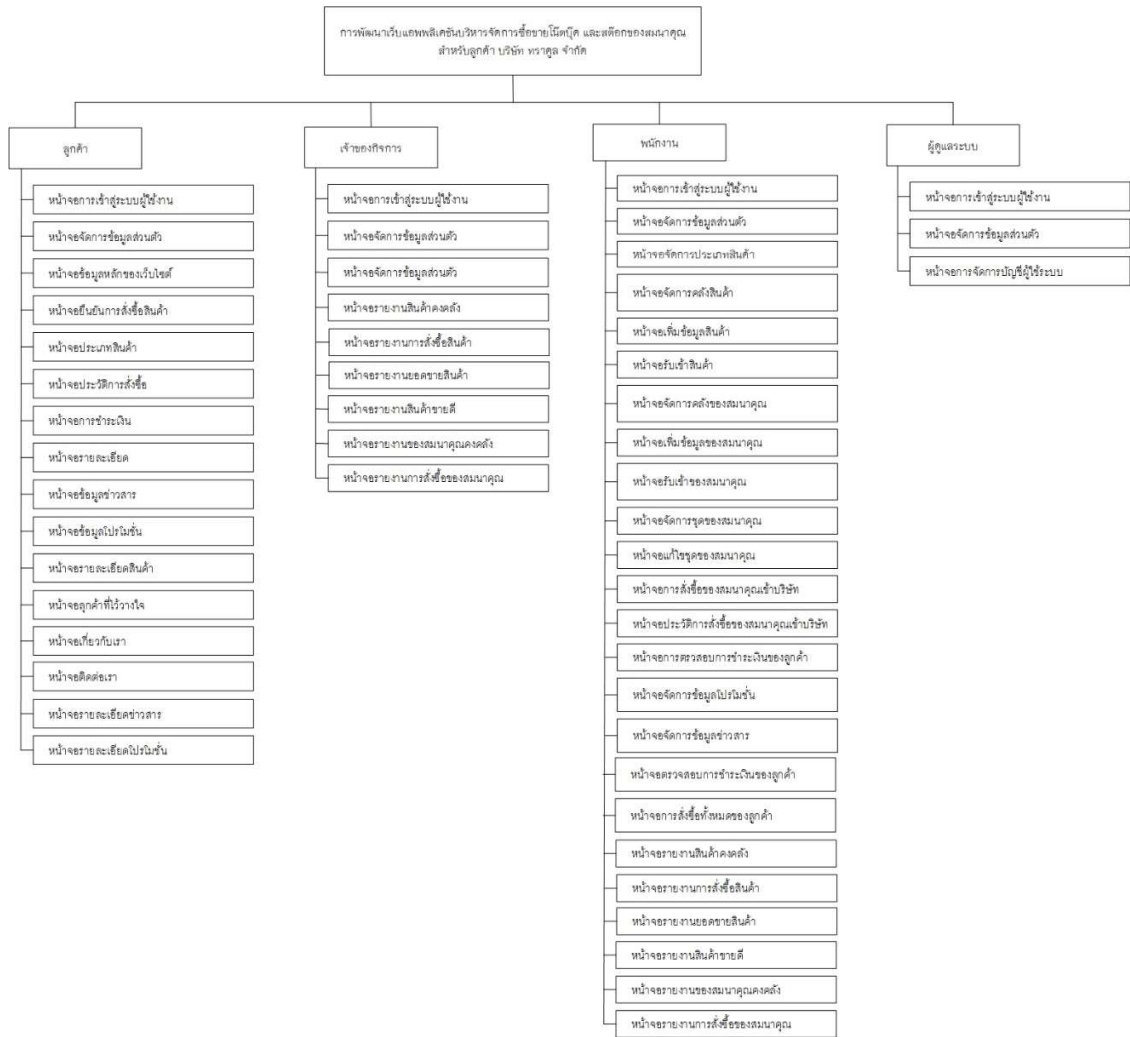 การพัฒนาเว็บแอพพลิเคชันบริหารจัดการซื้อขายโน๊ตบุ๊ค และสต๊อกของสมนาคุณ
สำหรับลูกค้า บริษัท ทราคูล จำกัด
ลูกค้า
หน้าจอการเข้าสู่ระบบผู้ใช้งาน
หน้าจอจัดการข้อมูลส่วนตัว
หน้าจอข้อมูลหลักของเว็บไซต์
หน้าจอยืนยันการสั่งซื้อสินค้า
หน้าจอประเภทสินค้า
หน้าจอประวัติการสั่งซื้อ
หน้าจอการชำระเงิน
หน้าจอรายละเอียด
หน้าจอข้อมูลข่าวสาร
หน้าจอข้อมูลโปรโมชั่น
หน้าจอรายละเอียดสินค้า
หน้าจอลูกค้าที่ไว้วางใจ
หน้าจอเกี่ยวกับเรา
หน้าจอติดต่อเรา
หน้าจอรายละเอียดข่าวสาร
หน้าจอรายละเอียดโปรโมชั่น
เจ้าของกิจการ
หน้าจอการเข้าสู่ระบบผู้ใช้งาน
หน้าจอจัดการข้อมูลส่วนตัว
หน้าจอจัดการข้อมูลส่วนตัว
หน้าจอรายงานสินค้าคงคลัง
หน้าจอรายงานการสั่งซื้อสินค้า
หน้าจอรายงานยอดขายสินค้า
หน้าจอรายงานสินค้าขายดี
หน้าจอรายงานของสมนาคุณคงคลัง
หน้าจอรายงานการสั่งซื้อของสมนาคุณ
พนักงาน
หน้าจอการเข้าสู่ระบบผู้ใช้งาน
หน้าจอจัดการข้อมูลส่วนตัว
หน้าจอจัดการประเภทสินค้า
หน้าจอจัดการคลังสินค้า
หน้าจอเพิ่มข้อมูลสินค้า
หน้าจอรับเข้าสินค้า
หน้าจอจัดการคลังของสมนาคุณ
หน้าจอเพิ่มข้อมูลของสมนาคุณ
หน้าจอรับเข้าของสมนาคุณ
หน้าจอจัดการชุดของสมนาคุณ
หน้าจอแก้ไขชุดของสมนาคุณ
หน้าจอการสั่งซื้อของสมนาคุณเข้าบริษัท
หน้าจอประวัติการสั่งซื้อของสมนาคุณเข้าบริษัท
หน้าจอการตรวสอบการชำระเงินของลูกค้า
หน้าจอจัดการข้อมูลโปรโมชั่น
หน้าจอจัดการข้อมูลข่าวสาร
หน้าจอตรวจสอบการชำระเงินของลูกค้า
หน้าจอการสั่งซื้อทั้งหมดของลูกค้า
หน้าจอรายงานสินค้าคงคลัง
หน้าจอรายงานการสั่งซื้อสินค้า
หน้าจอรายงานยอดขายสินค้า
หน้าจอรายงานสินค้าขายดี
หน้าจอรายงานของสมนาคุณคงคลัง
หน้าจอรายงานการสั่งซื้อของสมนาคุณ
ผู้ดูแลระบบ
หน้าจอการเข้าสู่ระบบผู้ใช้งาน
หน้าจอจัดการข้อมูลส่วนตัว
หน้าจอการจัดการบัญชีผู้ใช้ระบบ